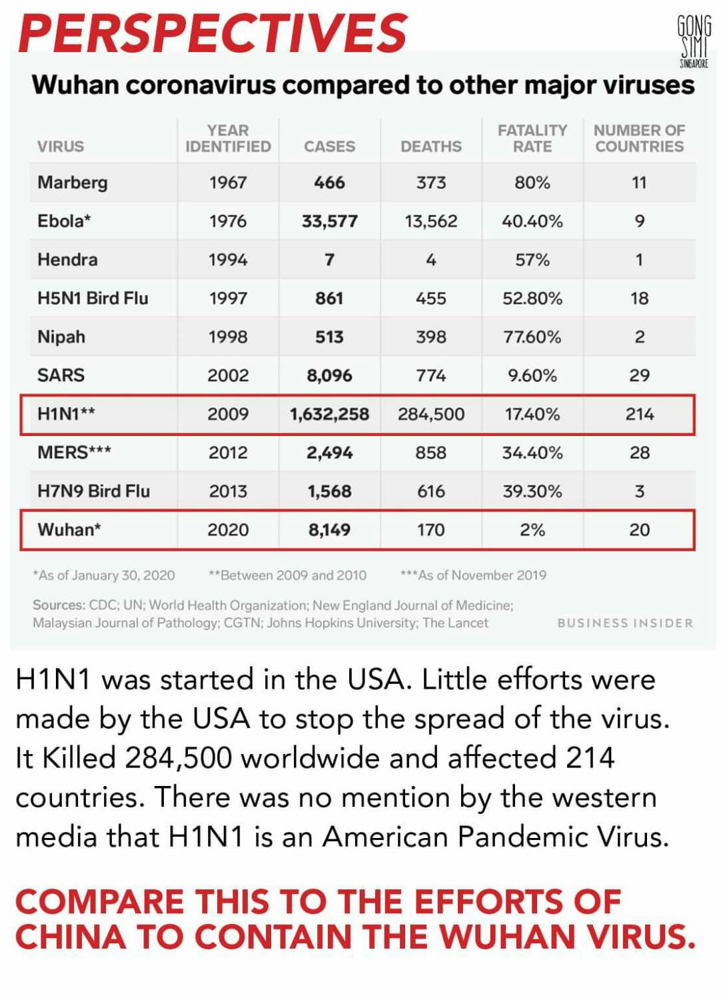 PERSPECTIVES
GONG
SIMI
SINGAPORE
Wuhan coronavirus compared to other major viruses
VIRUS YEAR IDENTIFIED CASES DEATHS FATALITY RATE NUMBER OF COUNTRIES
Marberg 1967 466 373 80% 11
Ebola* 1976 33,577 13,562 40.40% 9
Hendra 1994 7 4 57% 1
H5N1 Bird Flu 1997 861 455 52.80% 18
Nipah 1998 513 398 77.60% 2
SARS 2002 8,096 774 9.60% 29
H1N1** 2009 1,632,258 284,500 17.40% 214
MERS*** 2012 2,494 858 34.40% 28
H7N9 Bird Flu 2013 1,568 616 39.30% 3
Wuhan* 2020 8,149 170 2% 20
*As of January 30, 2020 **Between 2009 and 2010 ***As of November 2019
Sources: CDC; UN; World Health Organization; New England Journal of Medicine;
Malaysian Journal of Pathology; CGTN; Johns Hopkins University; The Lancet
BUSINESS INSIDER
H1N1 was started in the USA. Little efforts were
made by the USA to stop the spread of the virus.
It Killed 284,500 worldwide and affected 214
countries. There was no mention by the western
media that H1N1 is an American Pandemic Virus.
COMPARE THIS TO THE EFFORTS OF
CHINA TO CONTAIN THE WUHAN VIRUS.